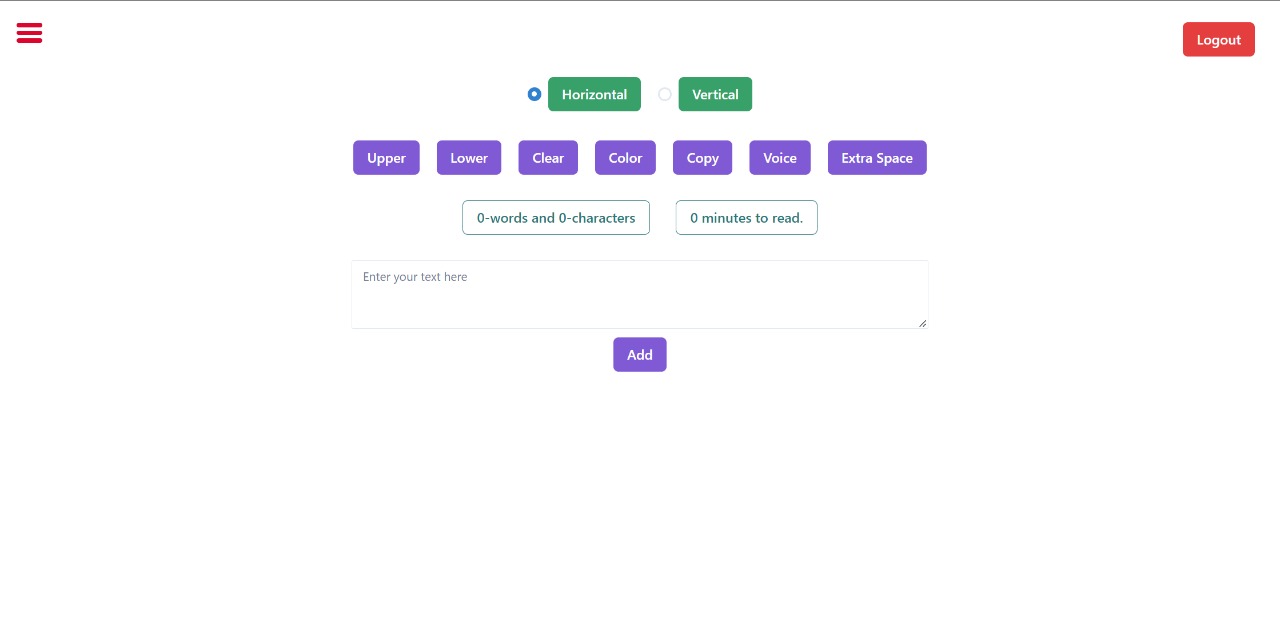 Logout
Horizontal Vertical
Upper Lower Clear Color Copy Voice Extra Space
0-words and 0-characters 0 minutes to read.
Enter your text here
Add